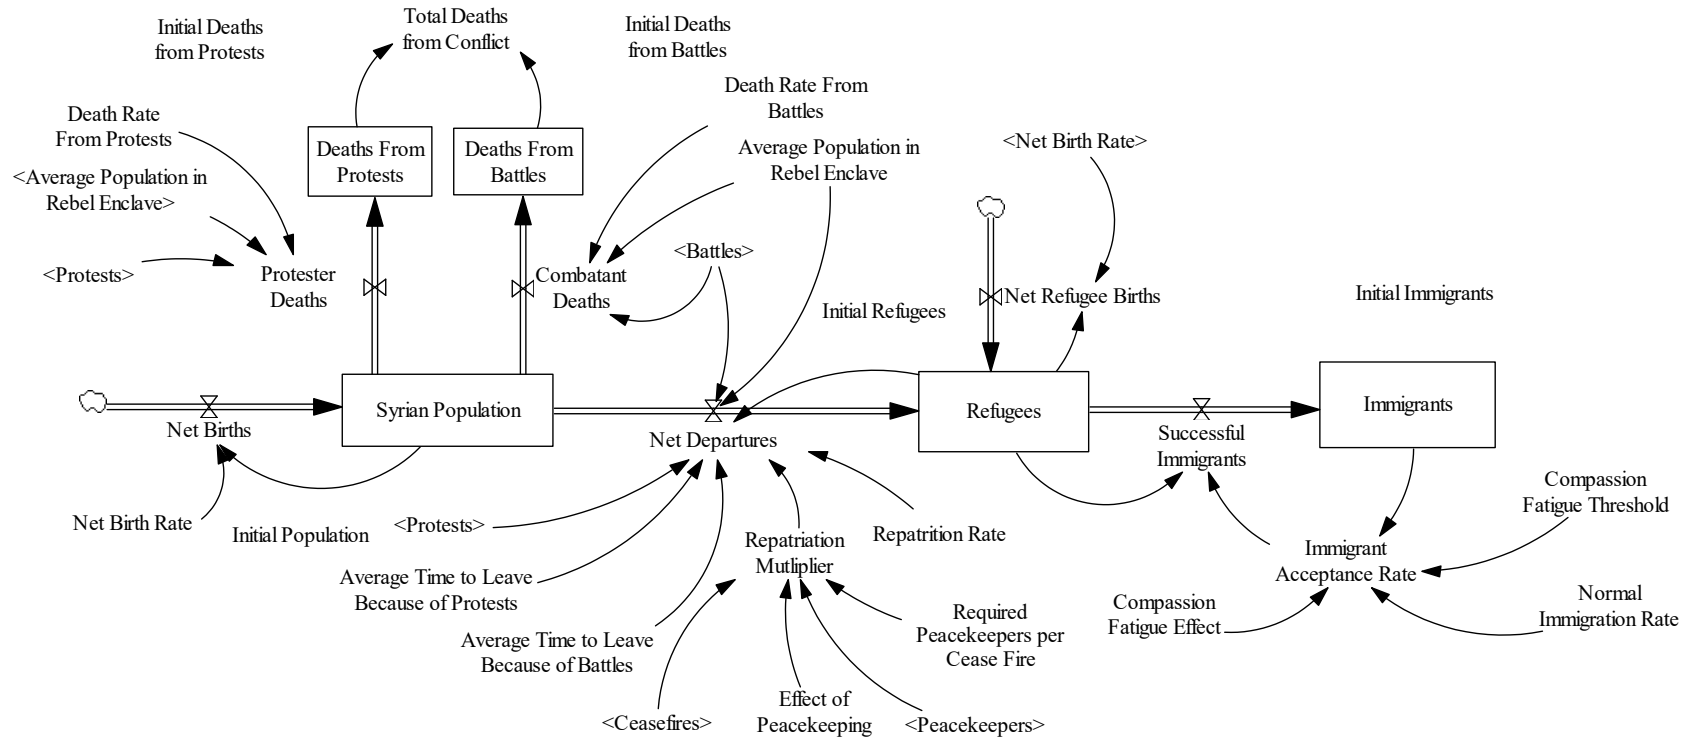 Initial Deaths
from Protests
Total Deaths
from Conflict
Initial Deaths
from Battles
Death Rate
From Protests
Deaths From
Protests
Deaths From
Battles
Death Rate From
Battles
Average Population in
Rebel Enclave
<Net Birth Rate>
<Average Population in
Rebel Enclave>
<Protests>
Protester
Deaths
Combatant
Deaths
<Battles>
Initial Refugees
Net Refugee Births
Initial Immigrants
Syrian Population
Refugees
Immigrants
Net Births
Net Departures
Successful
Immigrants
Net Birth Rate
Initial Population
<Protests>
Average Time to Leave
Because of Protests
Average Time to Leave
Because of Battles
Repatriation
Mutliplier
Repatrition Rate
Compassion
Fatigue Threshold
Immigrant
Acceptance Rate
Compassion
Fatigue Effect
Normal
Immigration Rate
Required
Peacekeepers per
Cease Fire
<Ceasefires>
Effect of
Peacekeeping
<Peacekeepers>